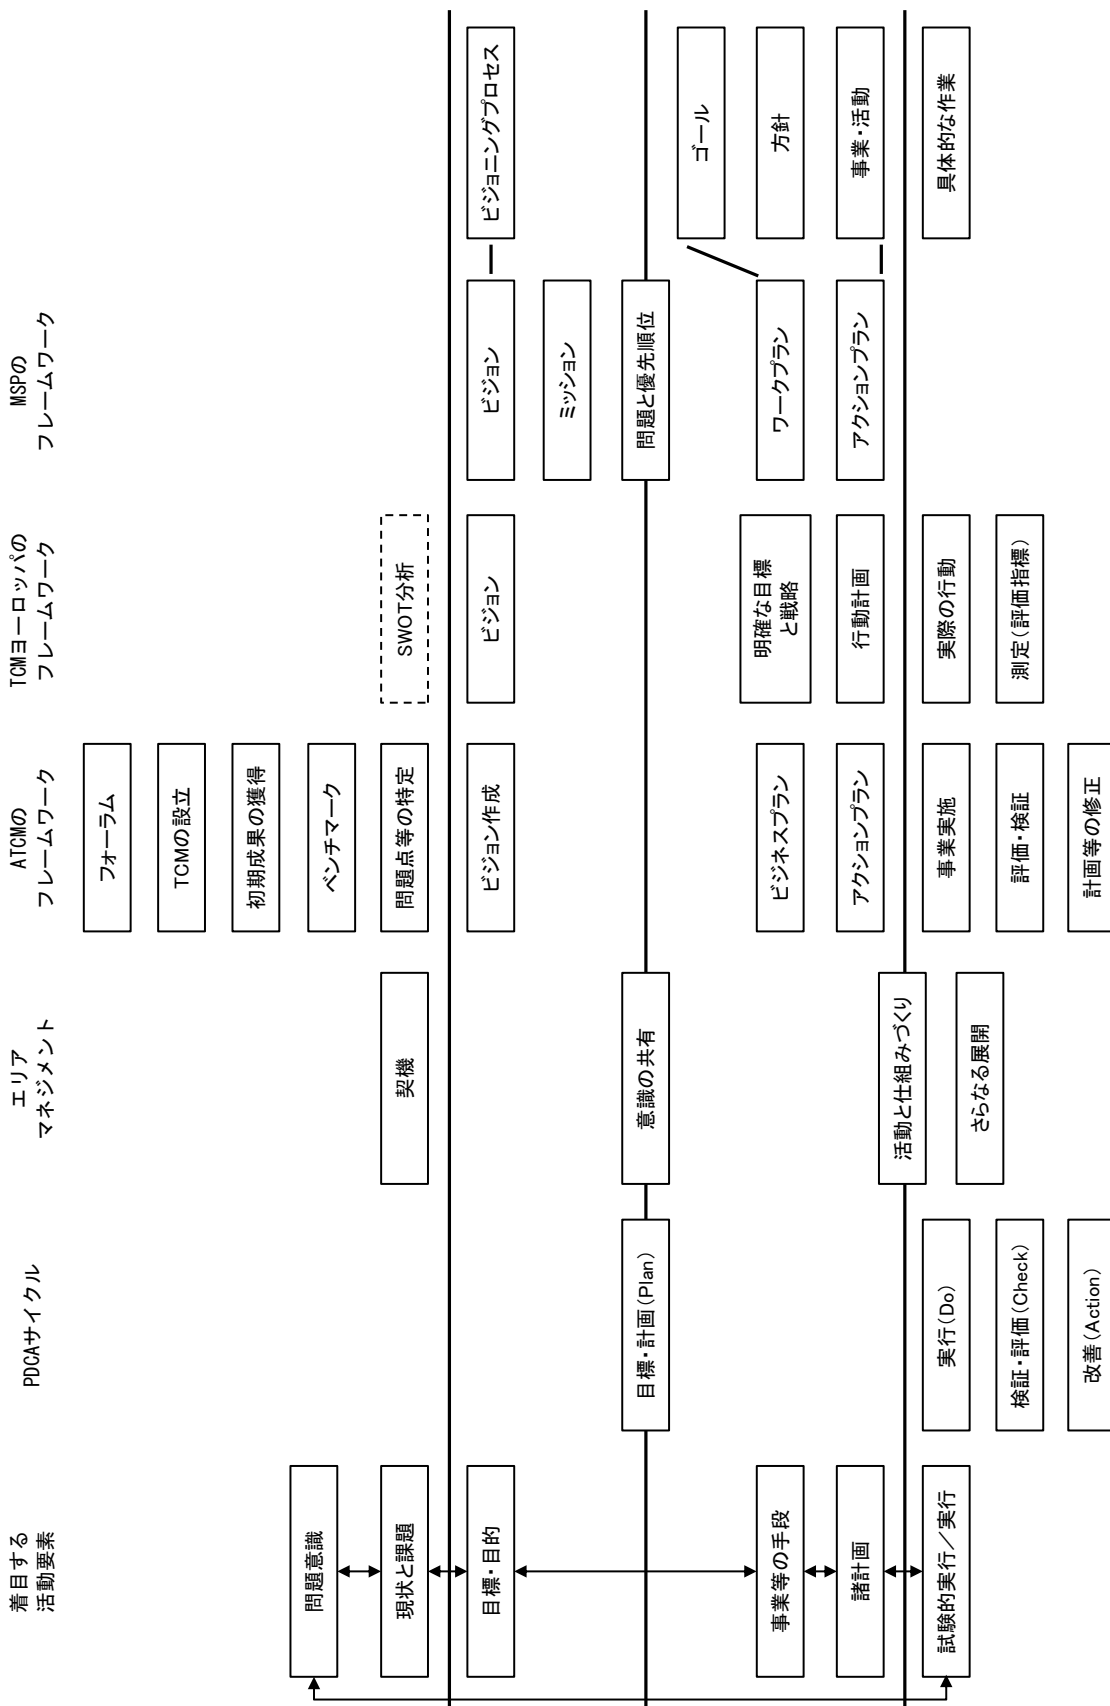 着目する
活動要素
問題意識
現状と課題
目標・目的
事業等の手段
諸計画
試験的実行／実行
PDCAサイクル
目標・計画(Plan)
実行(Do)
検証・評価(Check)
改善(Action)
エリア
マネジメント
契機
意識の共有
活動と仕組みづくり
さらなる展開
ATCMの
フレームワーク
フォーラム
TCMの設立
初期成果の獲得
ベンチマーク
問題点等の特定
ビジョン作成
ビジネスプラン
アクションプラン
事業実施
評価・検証
計画等の修正
TCMヨーロッパの
フレームワーク
SWOT分析
ビジョン
明確な目標
と戦略
行動計画
実際の行動
測定(評価指標)
MSPの
フレームワーク
ビジョン
ミッション
問題と優先順位
ワークプラン
アクションプラン
ビジョニングプロセス
ゴール
方針
事業・活動
具体的な作業